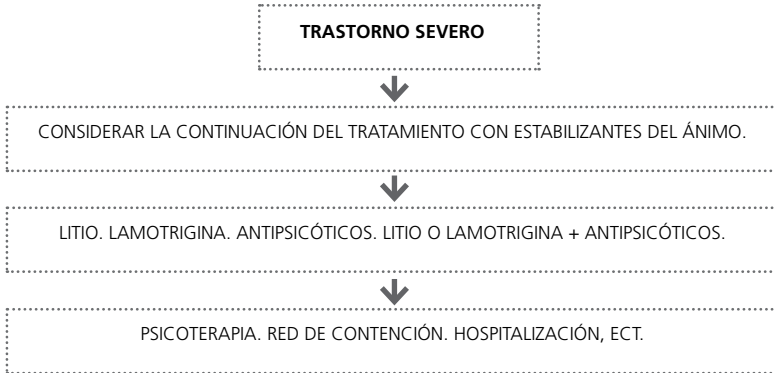 TRASTORNO SEVERO
CONSIDERAR LA CONTINUACIÓN DEL TRATAMIENTO CON ESTABILIZANTES DEL ÁNIMO.
LITIO. LAMOTRIGINA. ANTIPSICÓTICOS. LITIO O LAMOTRIGINA + ANTIPSICÓTICOS.
PSICOTERAPIA. RED DE CONTENCIÓN. HOSPITALIZACIÓN, ECT.